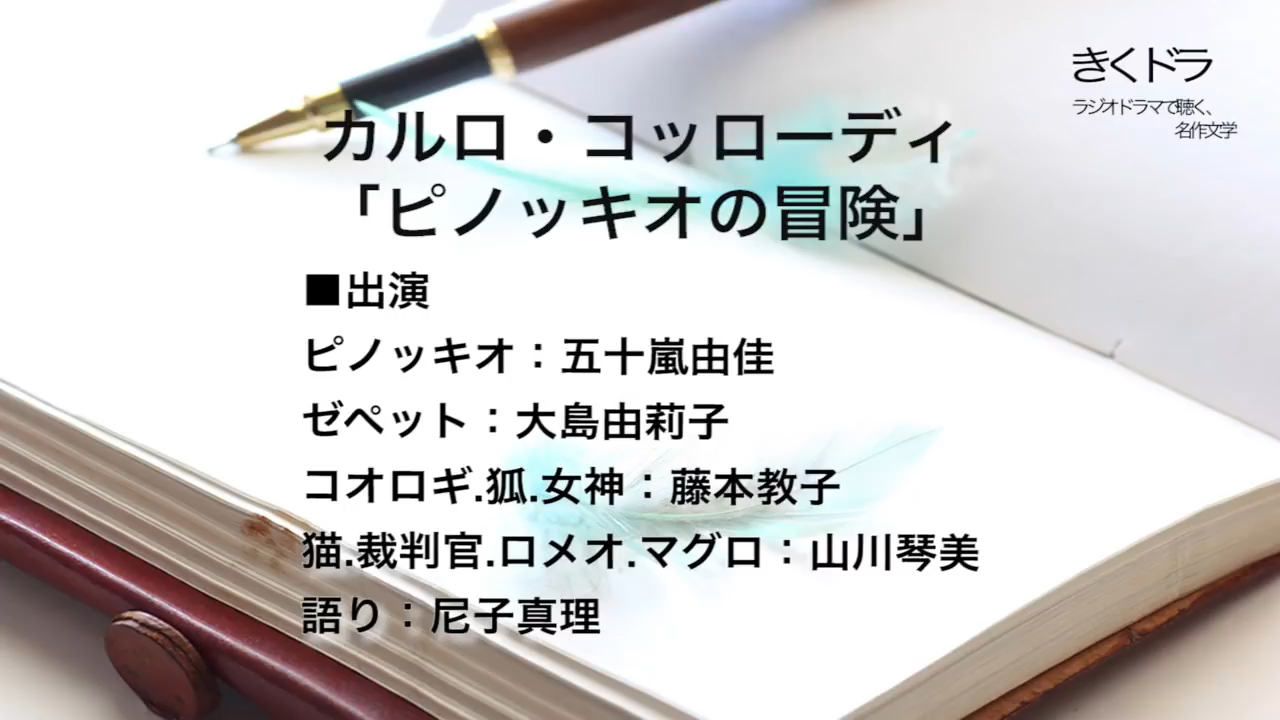 きくドラ
ラジオドラマで聴く、
名作文学
カルロ・コッローディ
「ピノッキオの冒険」
■出演
ピノッキオ：五十嵐由佳
ゼペット：大島由莉子
コオロギ.狐.女神：藤本教子
猫.裁判官.ロメオ.マグロ：山川琴美
語り：尼子真理